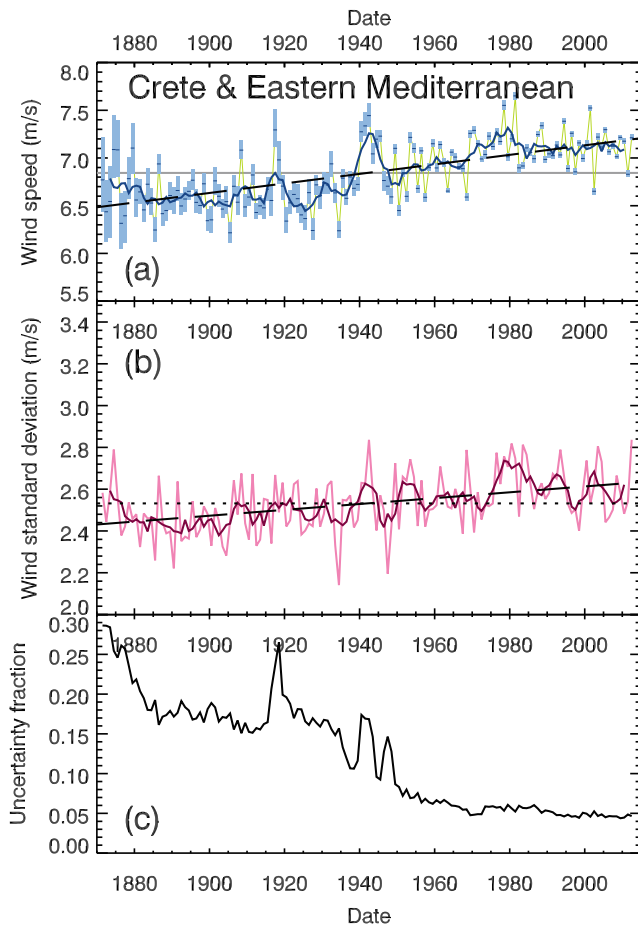 Date
1880 1900 1920 1940 1960 1980 2000
Crete & Eastern Mediterranean
8.0
7.5
7.0
6.5
6.0
5.5
Wind speed (m/s)
(a)
1880 1900 1920 1940 1960 1980 2000
(b)
3.4
3.2
3.0
2.8
2.6
2.4
2.2
2.0
Wind standard deviation (m/s)
1880 1900 1920 1940 1960 1980 2000
0.30
0.25
0.20
0.15
0.10
0.05
0.00
Uncertainty fraction
(c)
1880 1900 1920 1940 1960 1980 2000
Date